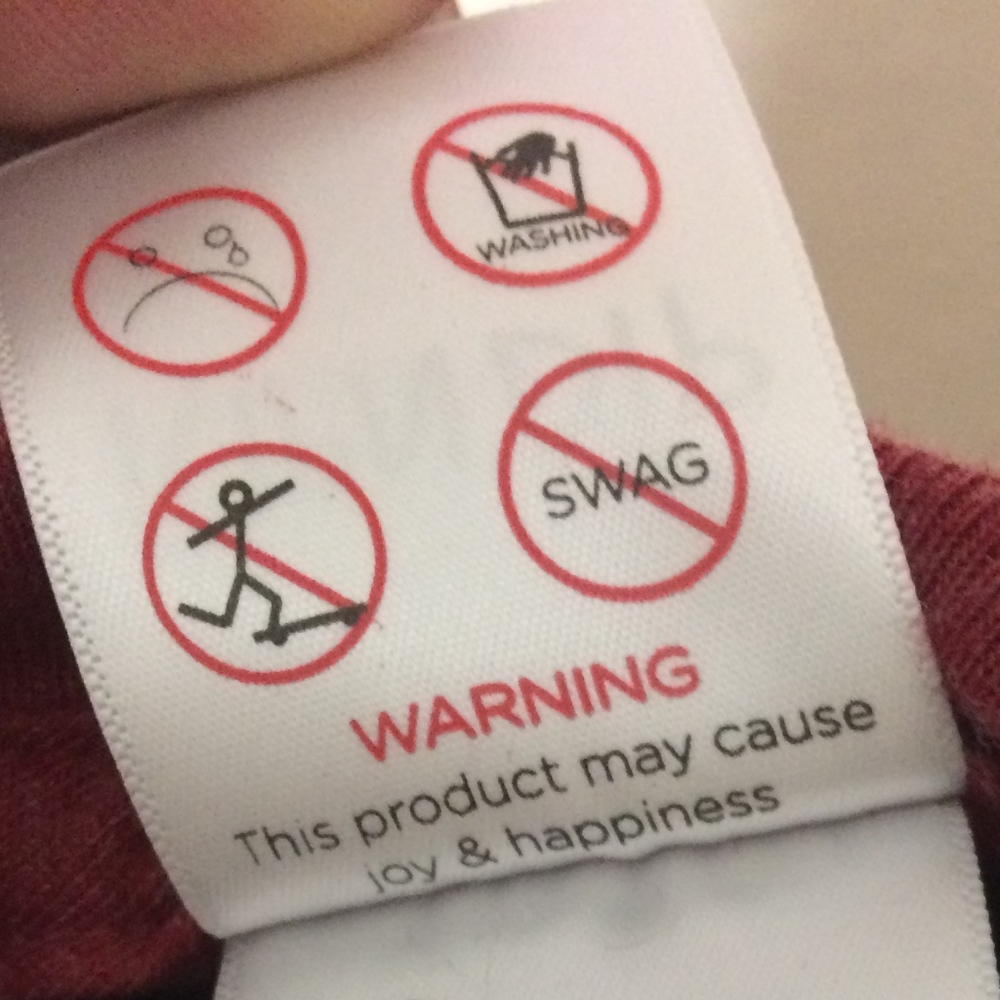 WASHING
SWAG
WARNING
This product may cause
joy & happiness